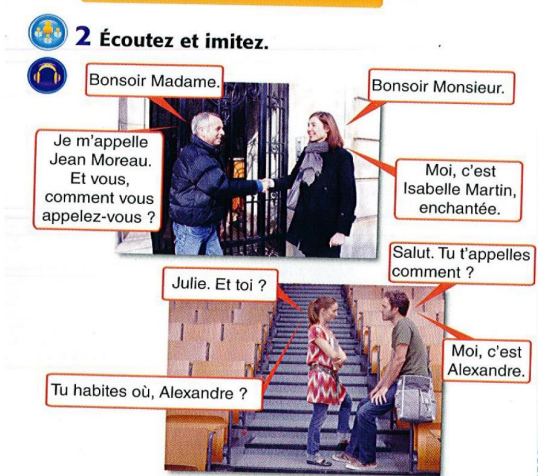 2 Écoutez et imitez.
Bonsoir Madame.
Bonsoir Monsieur.
Je m'appelle
Jean Moreau.
Et vous,
comment vous
appelez-vous ?
Moi, c'est
Isabelle Martin,
enchantée.
Salut. Tu t'appelles
comment ?
Julie. Et toi ?
Moi, c'est
Alexandre.
Tu habites où, Alexandre ?